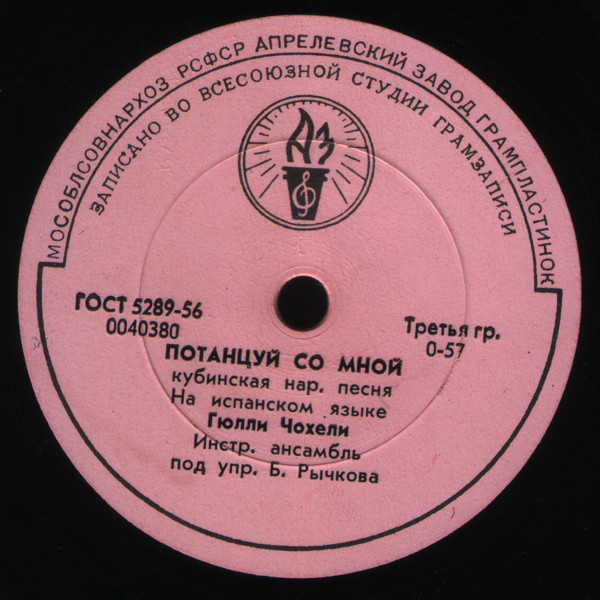 МОСОБЛСОВНАРХОЗ РСФСР АПРЕЛЕВСКИЙ ЗАВОД ГРАМПЛАСТИНОК
ЗАПИСАНО ВО ВСЕСОЮЗНОЙ СТУДИИ ГРАМЗАПИСИ
АЗ
ГОСТ 5289-56
0040380
Третья гр.
0-57
ПОТАНЦУЙ СО МНОЙ
кубинская нар. песня
На испанском языке
Гюлли Чохели
Инстр. ансамбль
под упр. Б. Рычкова